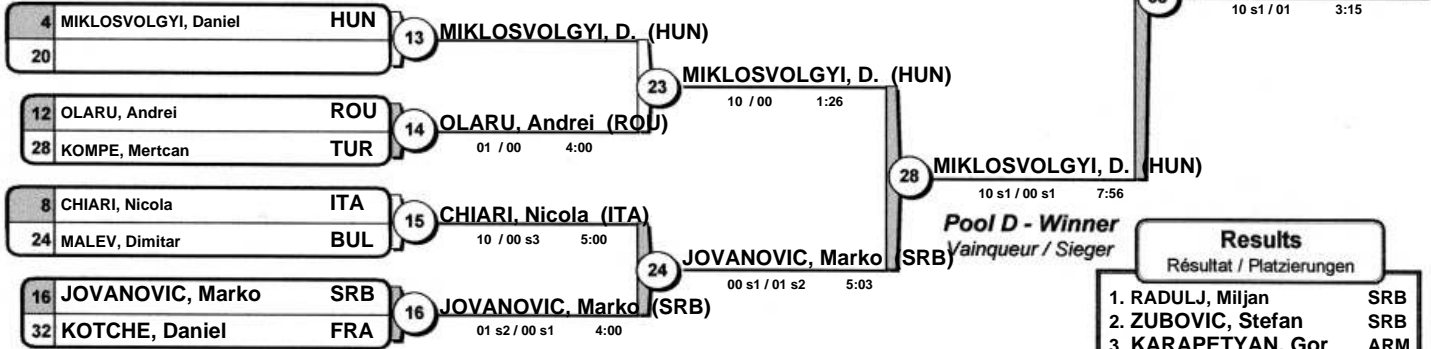 4 MIKLOSVOLGYI, Daniel HUN
20
13 MIKLOSVOLGYI, D. (HUN)
12 OLARU, Andrei ROU
28 KOMPE, Mertcan TUR
14 OLARU, Andrei (ROU)
01 / 00 4:00
23 MIKLOSVOLGYI, D. (HUN)
10 / 00 1:26
8 CHIARI, Nicola ITA
24 MALEV, Dimitar BUL
15 CHIARI, Nicola (ITA)
10 / 00 s3 5:00
16 JOVANOVIC, Marko SRB
32 KOTCHE, Daniel FRA
16 JOVANOVIC, Marko (SRB)
01 s2 / 00 s1 4:00
24 JOVANOVIC, Marko (SRB)
00 s1 / 01 s2 5:03
28 MIKLOSVOLGYI, D. (HUN)
10 s1 / 00 s1 7:56
Pool D - Winner
Vainqueur / Sieger
10 s1 / 01 3:15
Results
Résultat / Platzierungen
1. RADULJ, Miljan SRB
2. ZUBOVIC, Stefan SRB
3. KARAPETYAN, Gor ARM